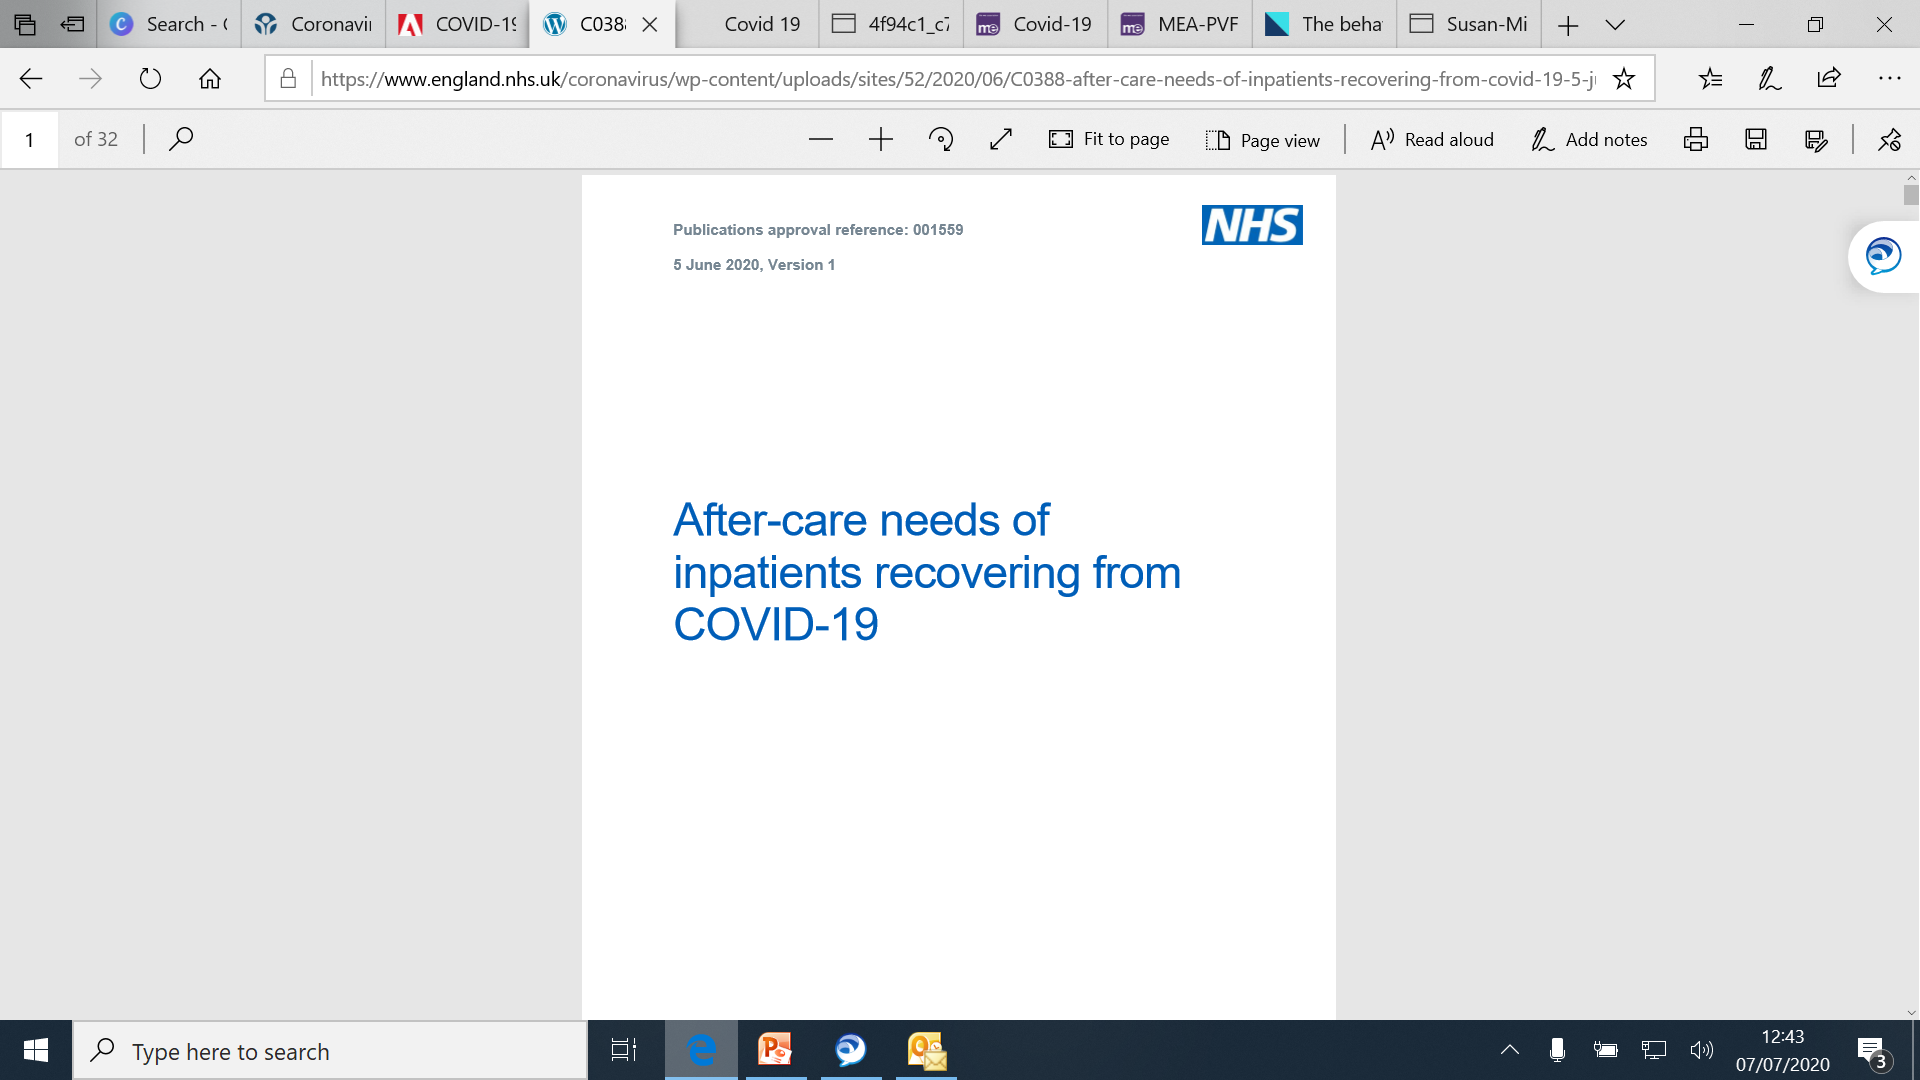 Search - (
Coronavir
COVID-19
C0388
Covid 19
4f94c1_c7
Covid-19
MEA-PVF
The beha
Susan-Mi
https://www.england.nhs.uk/coronavirus/wp-content/uploads/sites/52/2020/06/C0388-after-care-needs-of-inpatients-recovering-from-covid-19-5-j
1 of 32
Fit to page
Page view
Read aloud
Add notes
Publications approval reference: 001559
NHS
5 June 2020, Version 1
After-care needs of
inpatients recovering from
COVID-19
Type here to search
12:43
07/07/2020
3